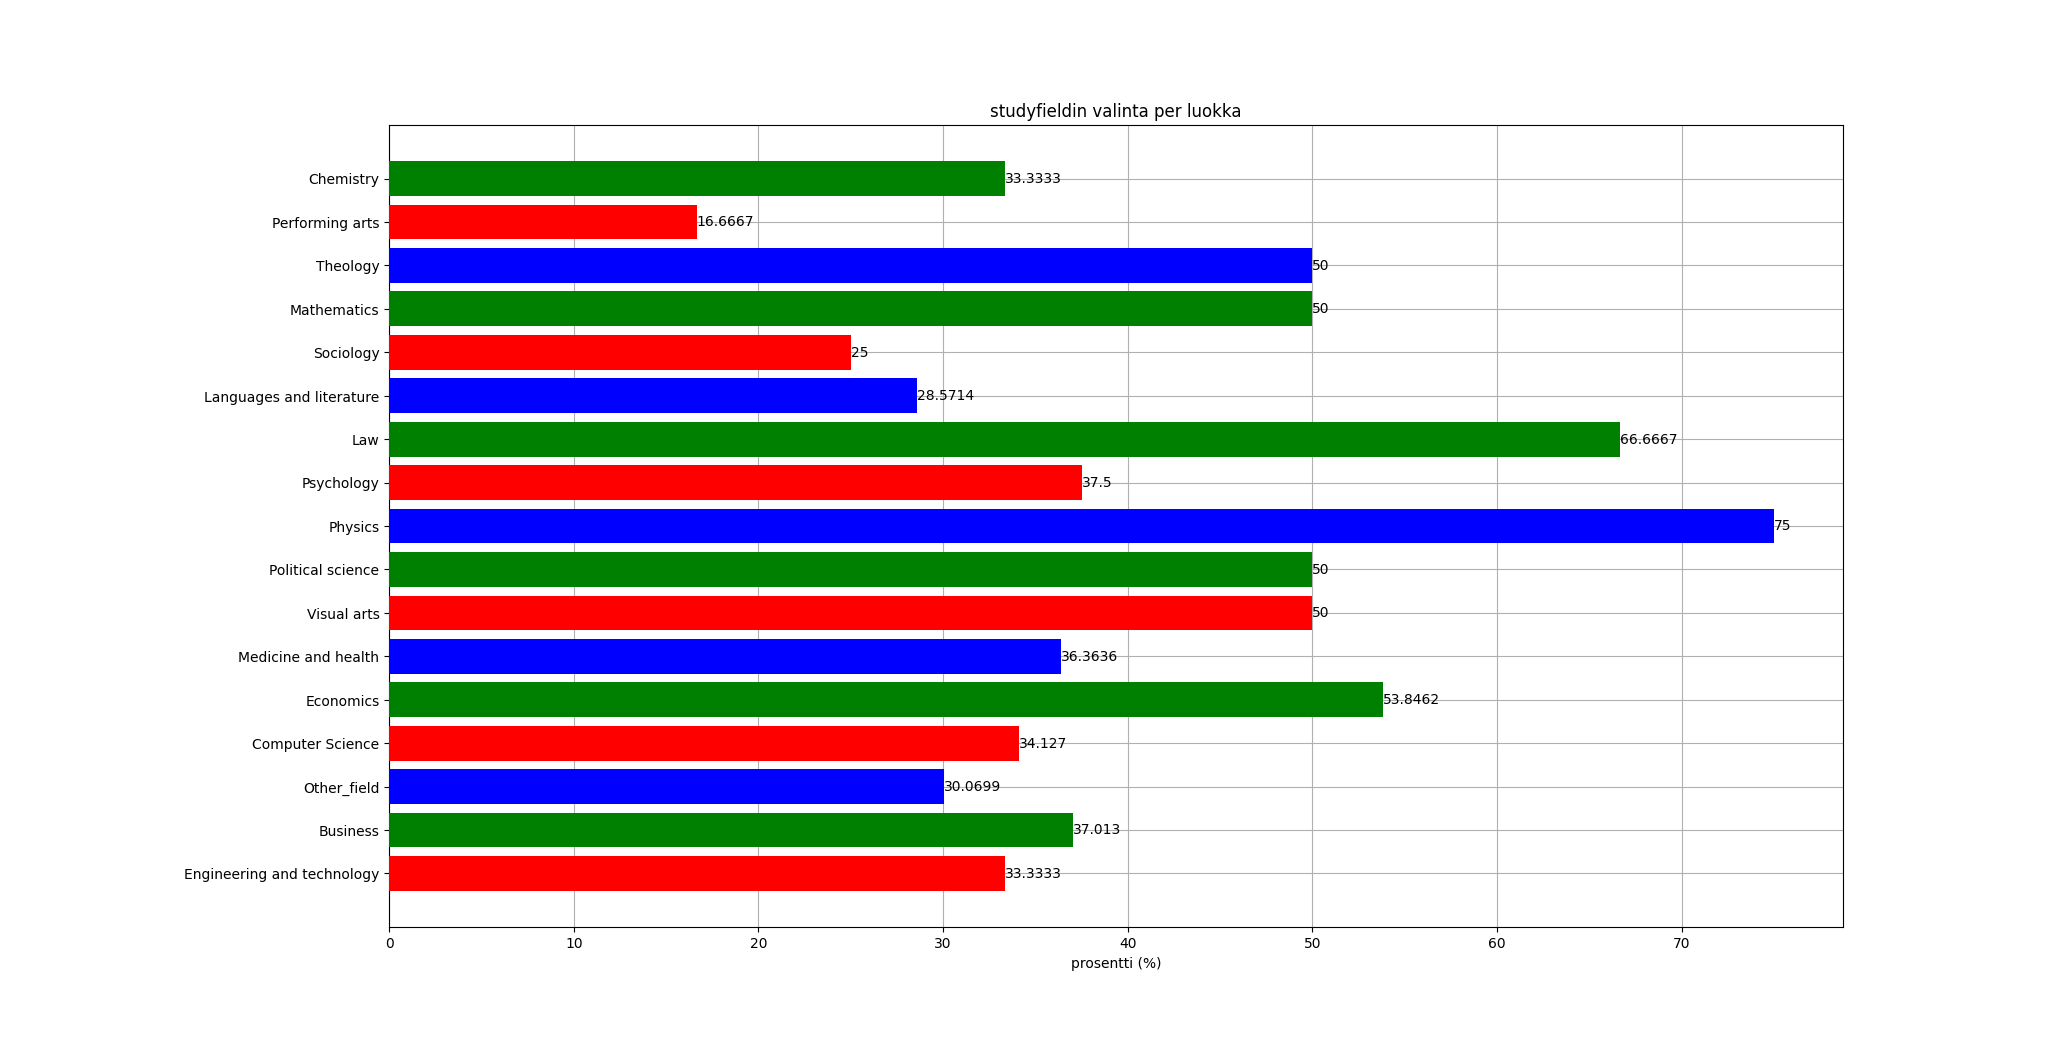 studyfieldin valinta per luokka
Chemistry 33.3333
Performing arts 16.6667
Theology 50
Mathematics 50
Sociology 25
Languages and literature 28.5714
Law 66.6667
Psychology 37.5
Physics 75
Political science 50
Visual arts 50
Medicine and health 36.3636
Economics 53.8462
Computer Science 34.127
Other_field 30.0699
Business 37.013
Engineering and technology 33.3333
0 10 20 30 40 50 60 70
prosentti (%)